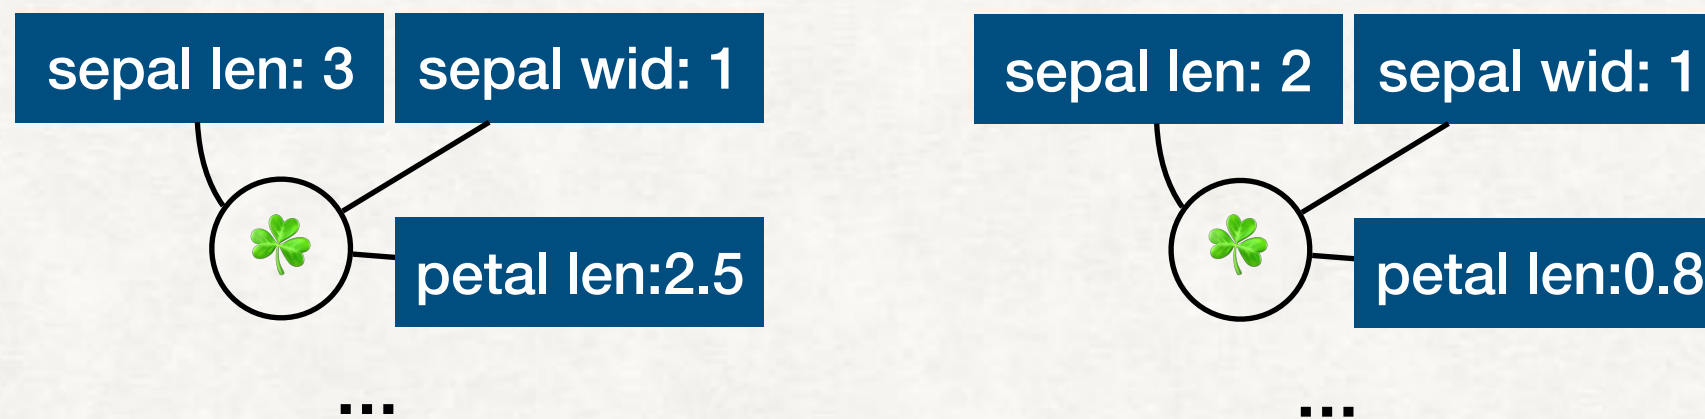 sepal len: 3
sepal wid: 1
petal len:2.5
...
sepal len: 2
sepal wid: 1
petal len:0.8
...